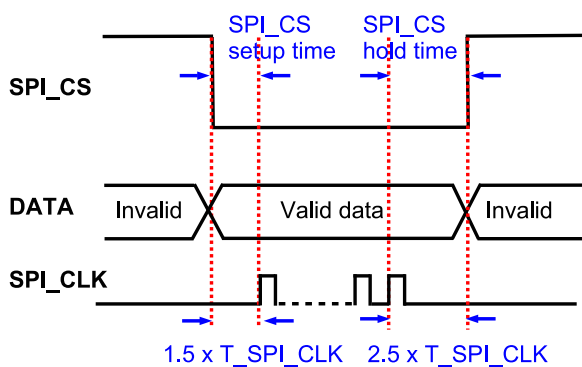 SPI_CS
setup time
SPI_CS
hold time
SPI_CS
DATA
Invalid
Valid data
Invalid
SPI_CLK
1.5 x T_SPI_CLK
2.5 x T_SPI_CLK